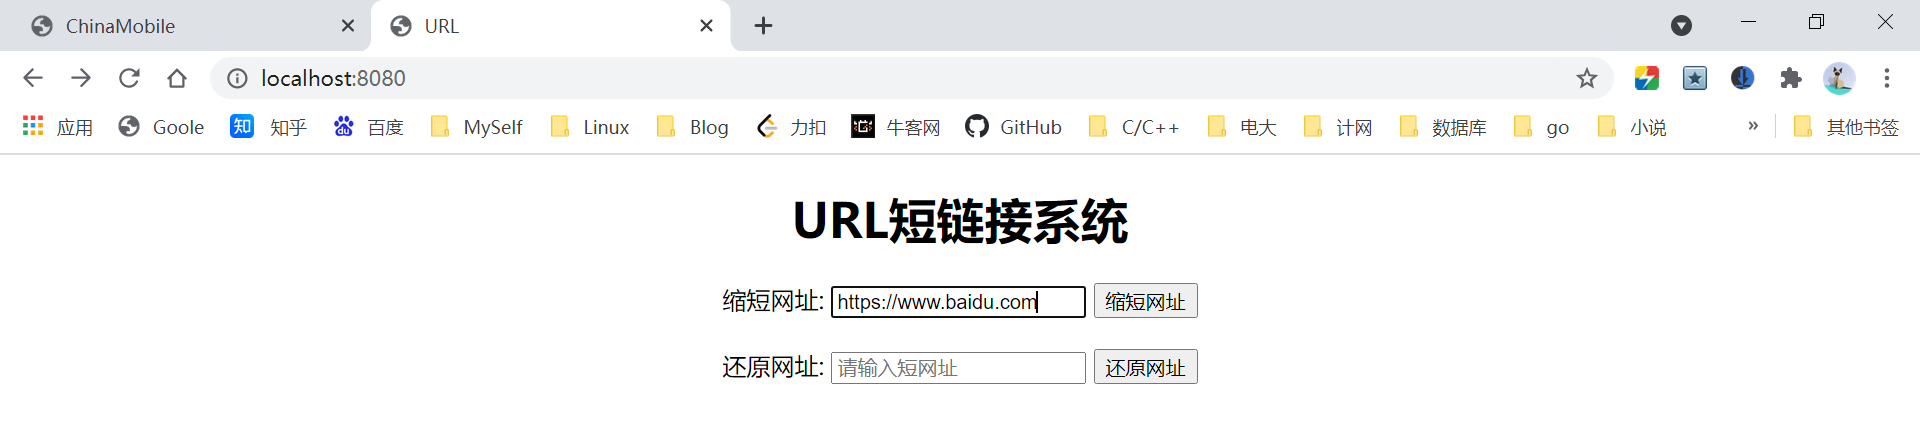 ChinaMobile URL
localhost:8080
应用 Goole 知乎 百度 MySelf Linux Blog 力扣 牛客网 GitHub C/C++ 电大 计网 数据库 go 小说 » 其他书签
URL短链接系统
缩短网址: https://www.baidu.com 缩短网址
还原网址: 请输入短网址 还原网址